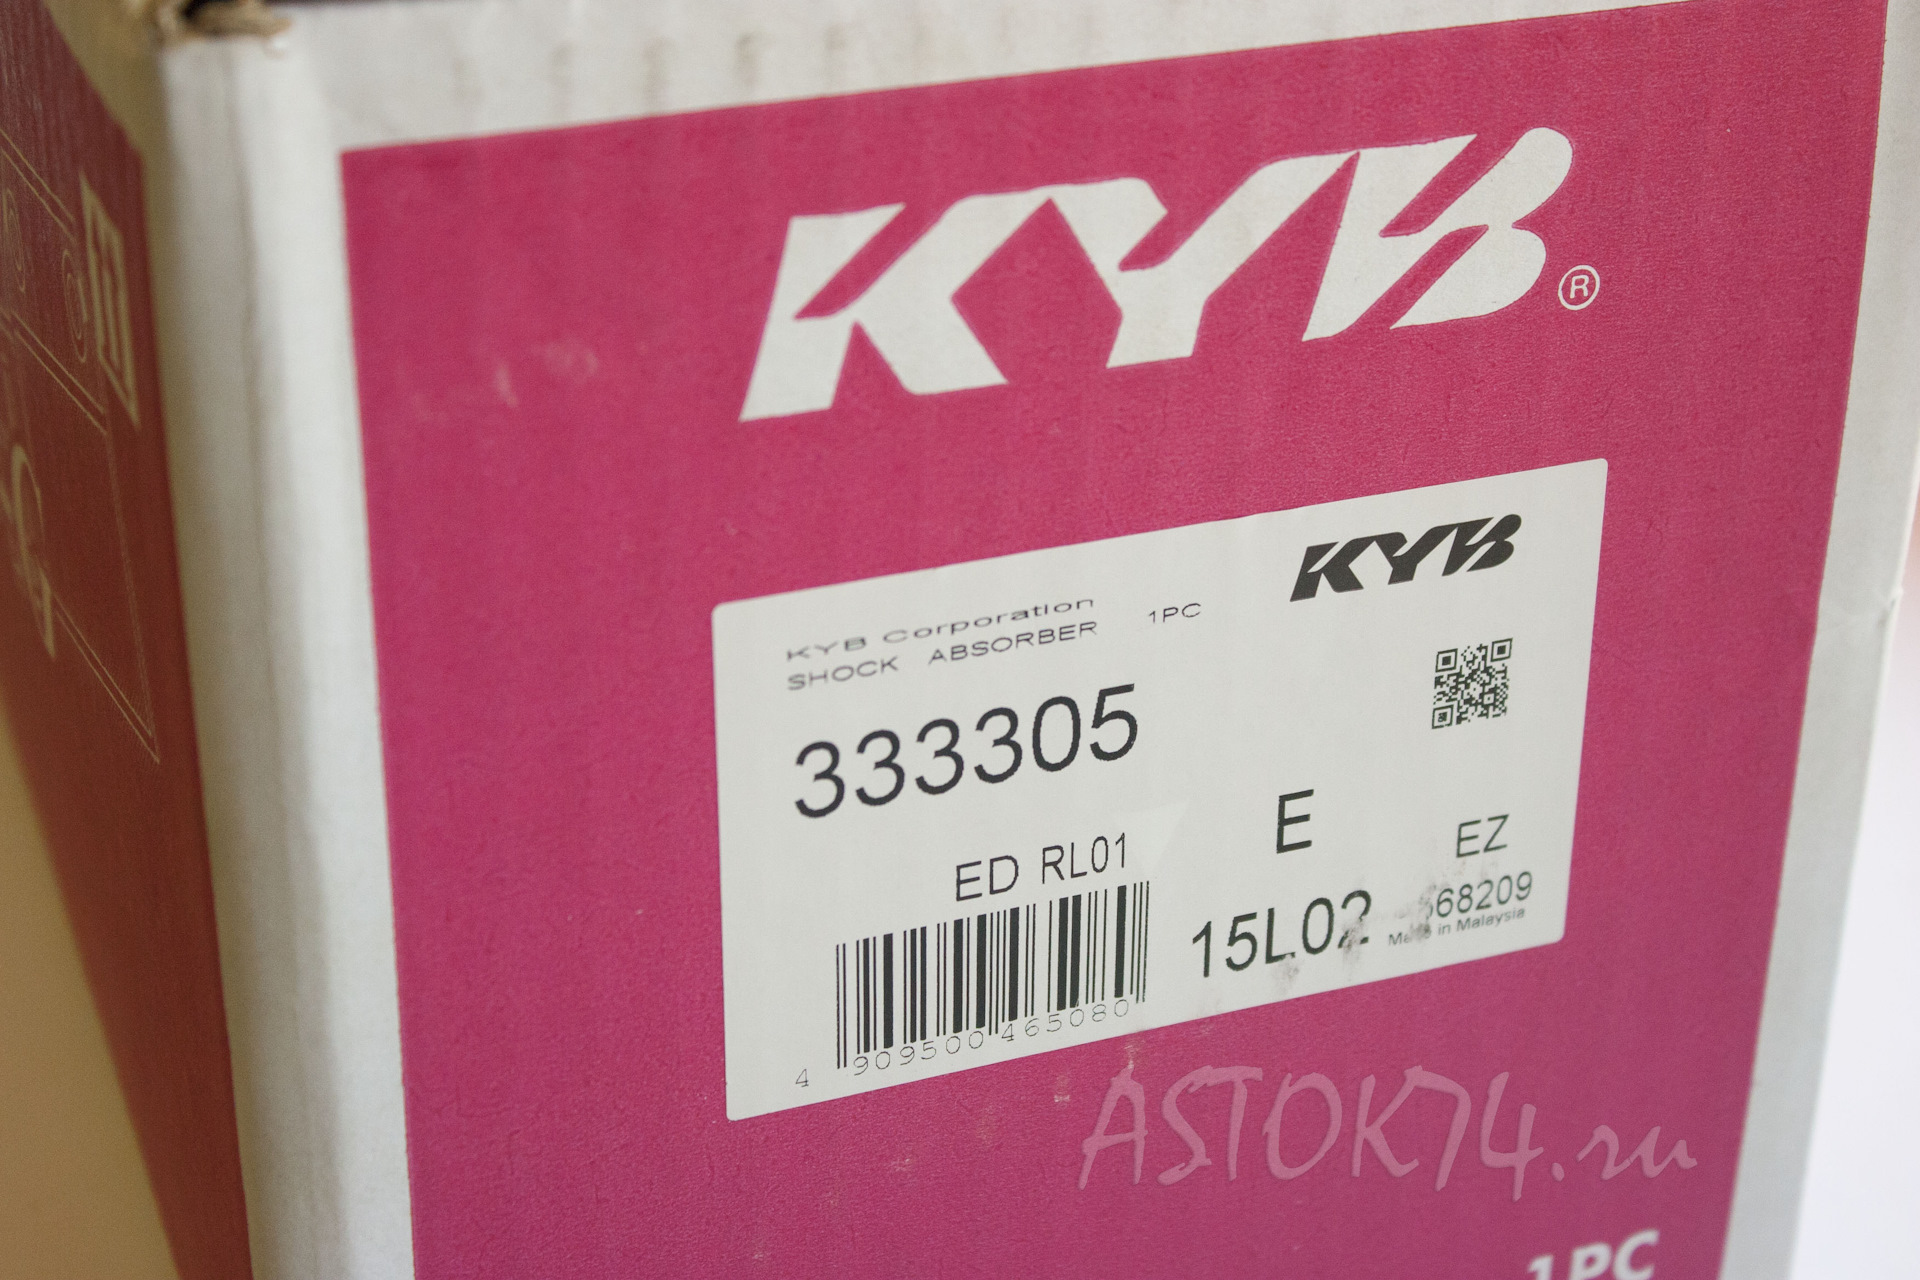 KYB®
KYB
KYB Corporation
SHOCK ABSORBER 1PC
333305
E
EZ
ED RL01
15L02
68209
Made in Malaysia
4 909500 465080
ASTOK74.ru
1PC